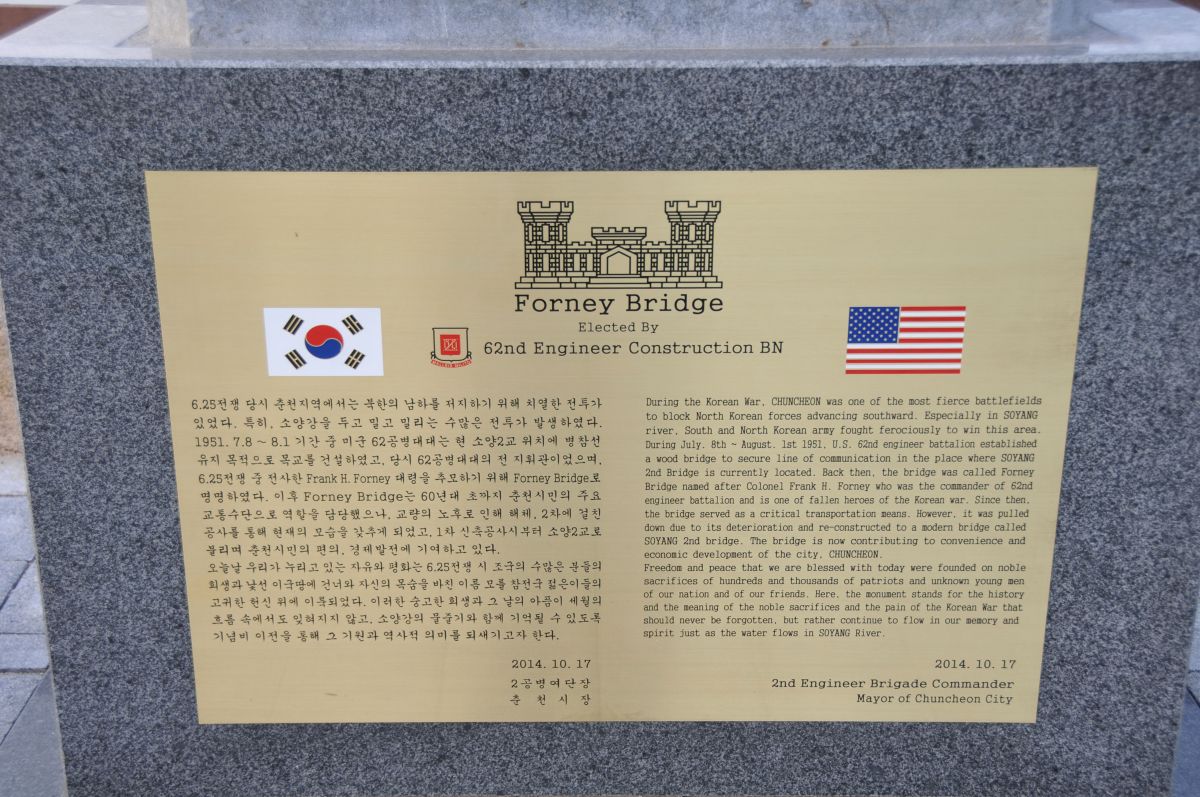 Forney Bridge
Elected By
62nd Engineer Construction BN
6.25전쟁 당시 춘천지역에서는 북한의 남하를 저지하기 위해 치열한 전투가
있었다. 특히, 소양강을 두고 밀고 밀리는 수많은 전투가 발생하였다.
1951. 7.8 ~ 8.1 기간 중 미군 62공병대대는 현 소양2교 위치에 병참선
유지 목적으로 목교를 건설하였고, 당시 62공병대대의 전 지휘관이었으며,
6.25전쟁 중 전사한 Frank H. Forney 대령을 추모하기 위해 Forney Bridge로
명명하였다. 이후 Forney Bridge는 60년대 초까지 춘천시민의 주요
교통수단으로 역할을 담당했으나, 교량의 노후로 인해 해체, 2차에 걸친
공사를 통해 현재의 모습을 갖추게 되었고, 1차 신축공사시부터 소양2교로
불리며 춘천시민의 편의, 경제발전에 기여하고 있다.
오늘날 우리가 누리고 있는 자유와 평화는 6.25전쟁 시 조국의 수많은 분들의
희생과 낯선 이국땅에 건너와 자신의 목숨을 바친 이름 모를 참전국 젊은이들의
고귀한 헌신 위에 이룩되었다. 이러한 숭고한 희생과 그 날의 아픔이 세월의
흐름 속에서도 잊혀지지 않고, 소양강의 물줄기와 함께 기억될 수 있도록
기념비 이전을 통해 그 기원과 역사적 의미를 되새기고자 한다.
2014. 10. 17
2공병여단장
춘 천 시 장
During the Korean War, CHUNCHEON was one of the most fierce battlefields
to block North Korean forces advancing southward. Especially in SOYANG
river, South and North Korean army fought ferociously to win this area.
During July. 8th ~ August. 1st 1951, U.S. 62nd engineer battalion established
a wood bridge to secure line of communication in the place where SOYANG
2nd Bridge is currently located. Back then, the bridge was called Forney
Bridge named after Colonel Frank H. Forney who was the commander of 62nd
engineer battalion and is one of fallen heroes of the Korean war. Since then,
the bridge served as a critical transportation means. However, it was pulled
down due to its deterioration and re-constructed to a modern bridge called
SOYANG 2nd bridge. The bridge is now contributing to convenience and
economic development of the city, CHUNCHEON.
Freedom and peace that we are blessed with today were founded on noble
sacrifices of hundreds and thousands of patriots and unknown young men
of our nation and of our friends. Here, the monument stands for the history
and the meaning of the noble sacrifices and the pain of the Korean War that
should never be forgotten, but rather continue to flow in our memory and
spirit just as the water flows in SOYANG River.
2014. 10. 17
2nd Engineer Brigade Commander
Mayor of Chuncheon City